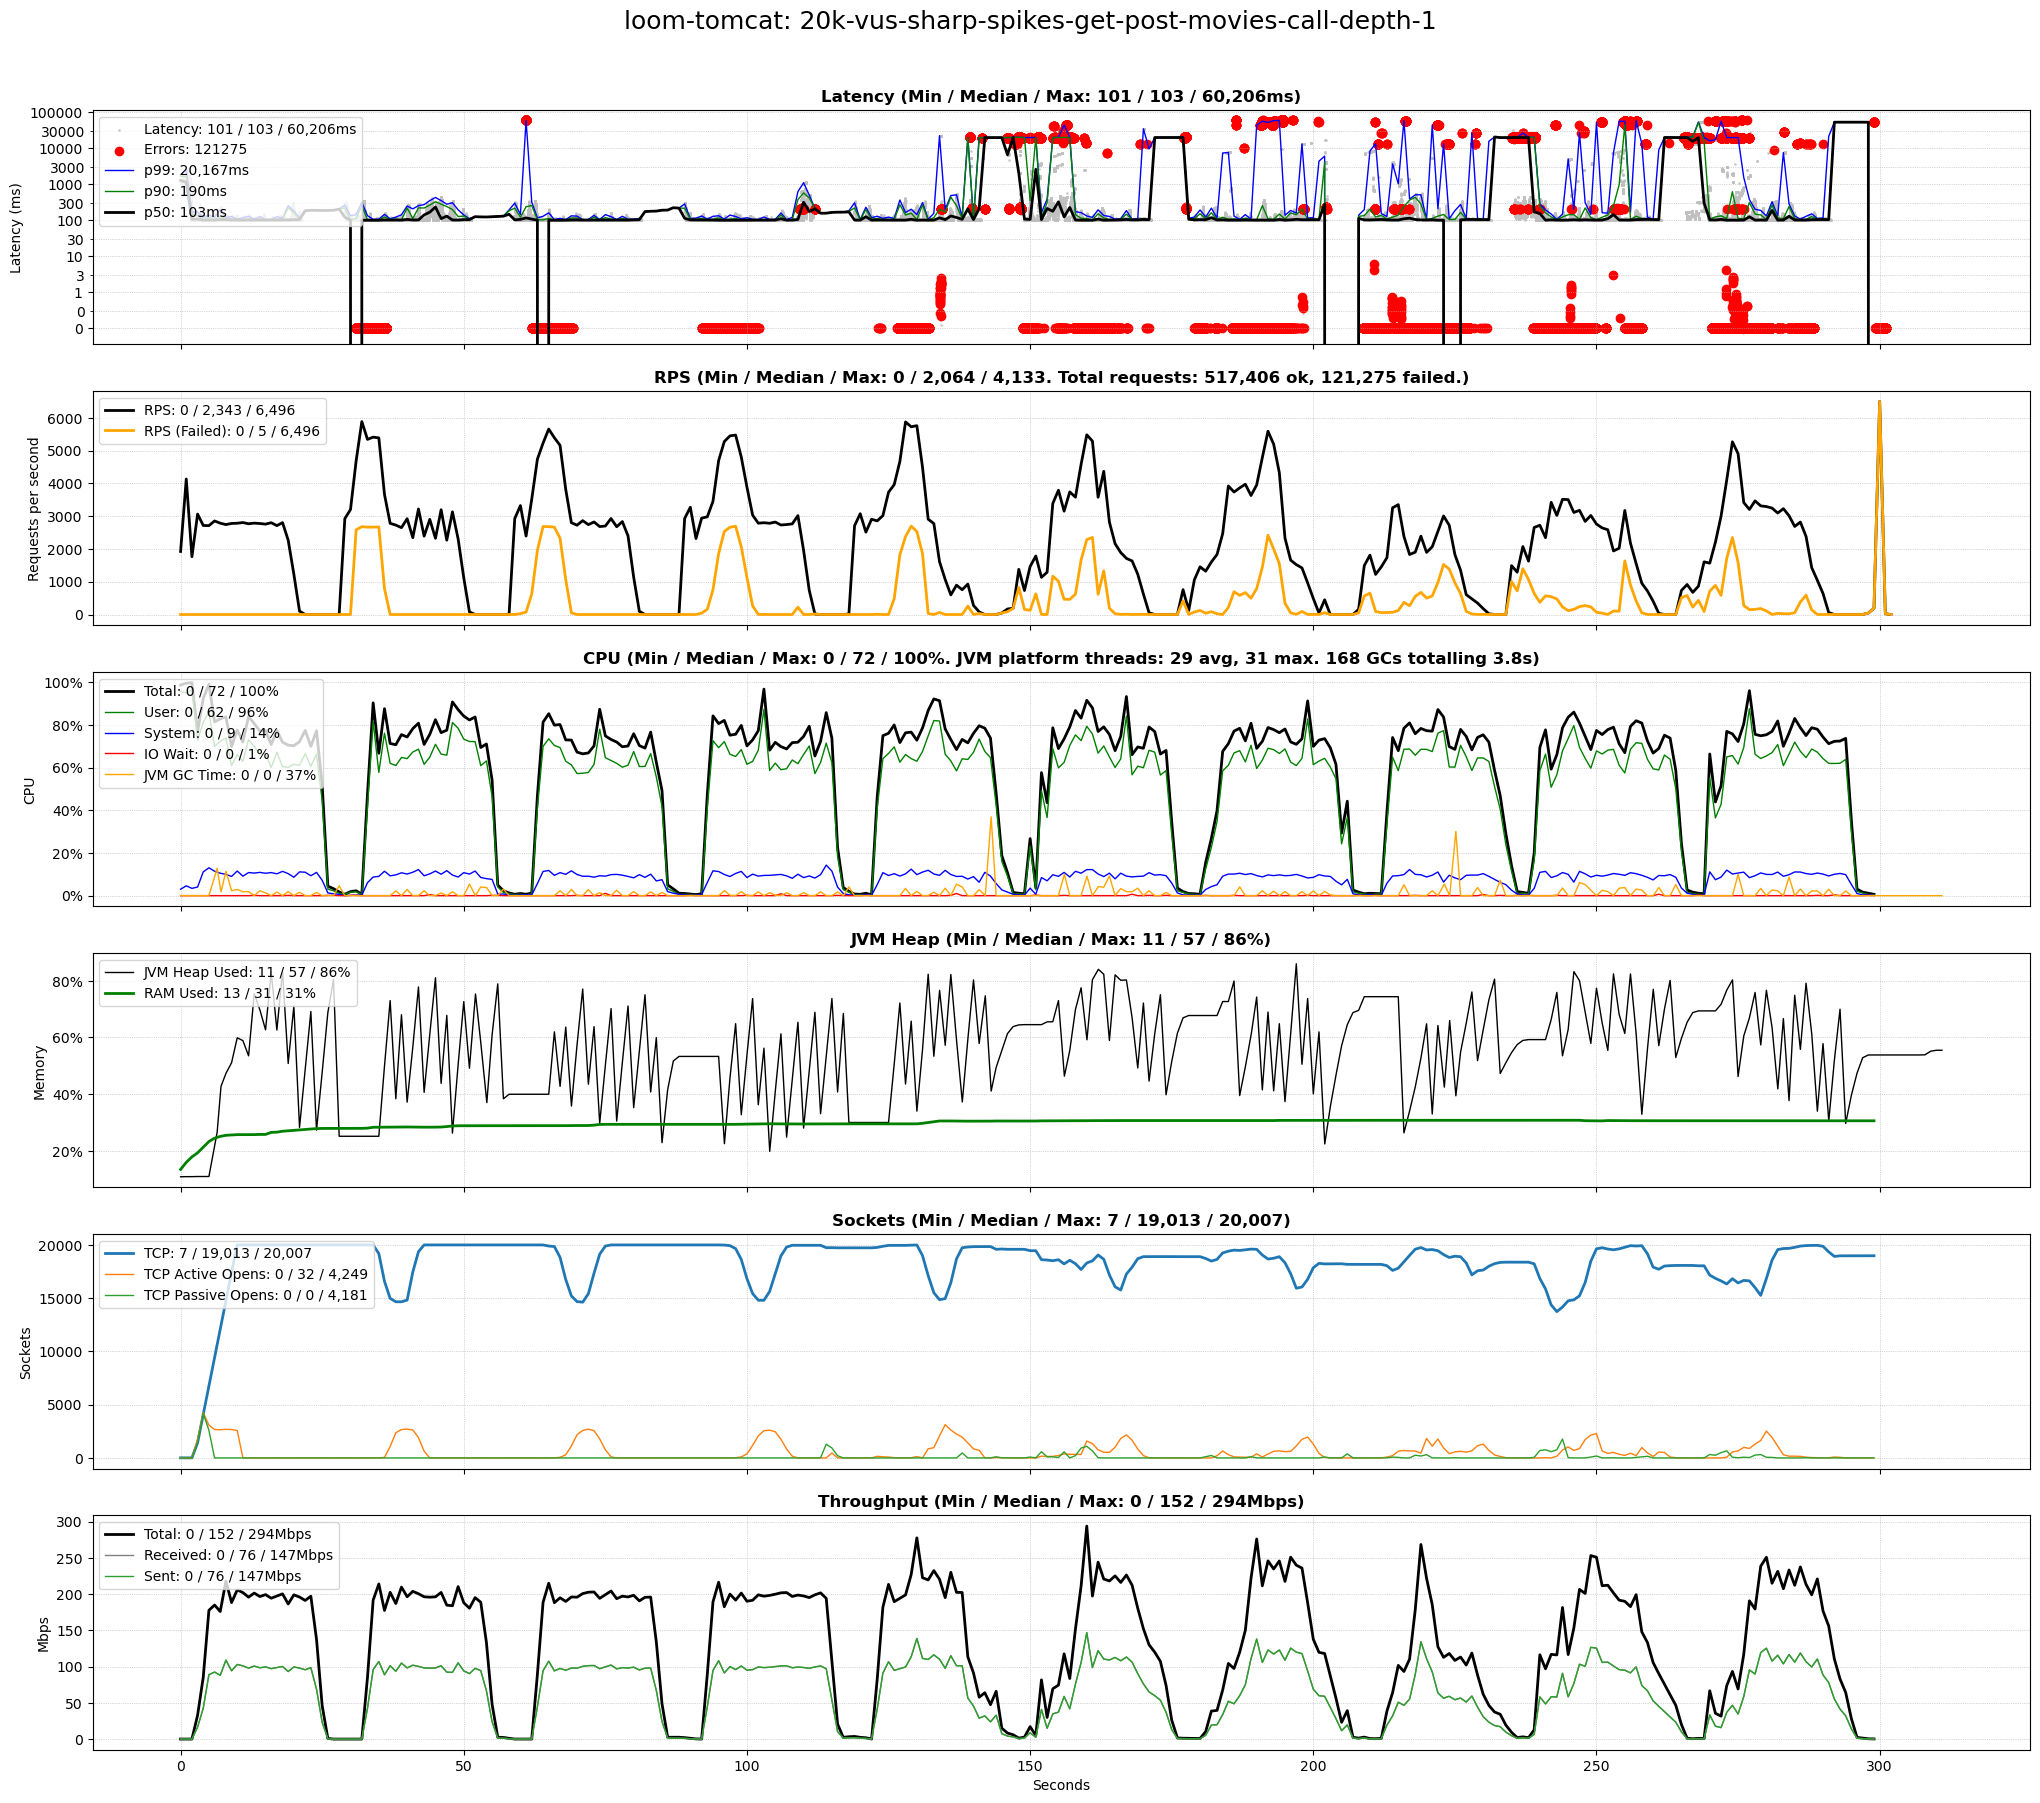 loom-tomcat: 20k-vus-sharp-spikes-get-post-movies-call-depth-1
Latency (Min / Median / Max: 101 / 103 / 60,206ms)
Latency (ms)
100000
30000
10000
3000
1000
300
100
30
10
3
1
0
0
Latency: 101 / 103 / 60,206ms
Errors: 121275
p99: 20,167ms
p90: 190ms
p50: 103ms
RPS (Min / Median / Max: 0 / 2,064 / 4,133. Total requests: 517,406 ok, 121,275 failed.)
Requests per second
6000
5000
4000
3000
2000
1000
0
RPS: 0 / 2,343 / 6,496
RPS (Failed): 0 / 5 / 6,496
CPU (Min / Median / Max: 0 / 72 / 100%. JVM platform threads: 29 avg, 31 max. 168 GCs totalling 3.8s)
CPU
100%
80%
60%
40%
20%
0%
Total: 0 / 72 / 100%
User: 0 / 62 / 96%
System: 0 / 9 / 14%
IO Wait: 0 / 0 / 1%
JVM GC Time: 0 / 0 / 37%
JVM Heap (Min / Median / Max: 11 / 57 / 86%)
Memory
80%
60%
40%
20%
JVM Heap Used: 11 / 57 / 86%
RAM Used: 13 / 31 / 31%
Sockets (Min / Median / Max: 7 / 19,013 / 20,007)
Sockets
20000
15000
10000
5000
0
TCP: 7 / 19,013 / 20,007
TCP Active Opens: 0 / 32 / 4,249
TCP Passive Opens: 0 / 0 / 4,181
Throughput (Min / Median / Max: 0 / 152 / 294Mbps)
Mbps
300
250
200
150
100
50
0
Total: 0 / 152 / 294Mbps
Received: 0 / 76 / 147Mbps
Sent: 0 / 76 / 147Mbps
0 50 100 150 200 250 300
Seconds